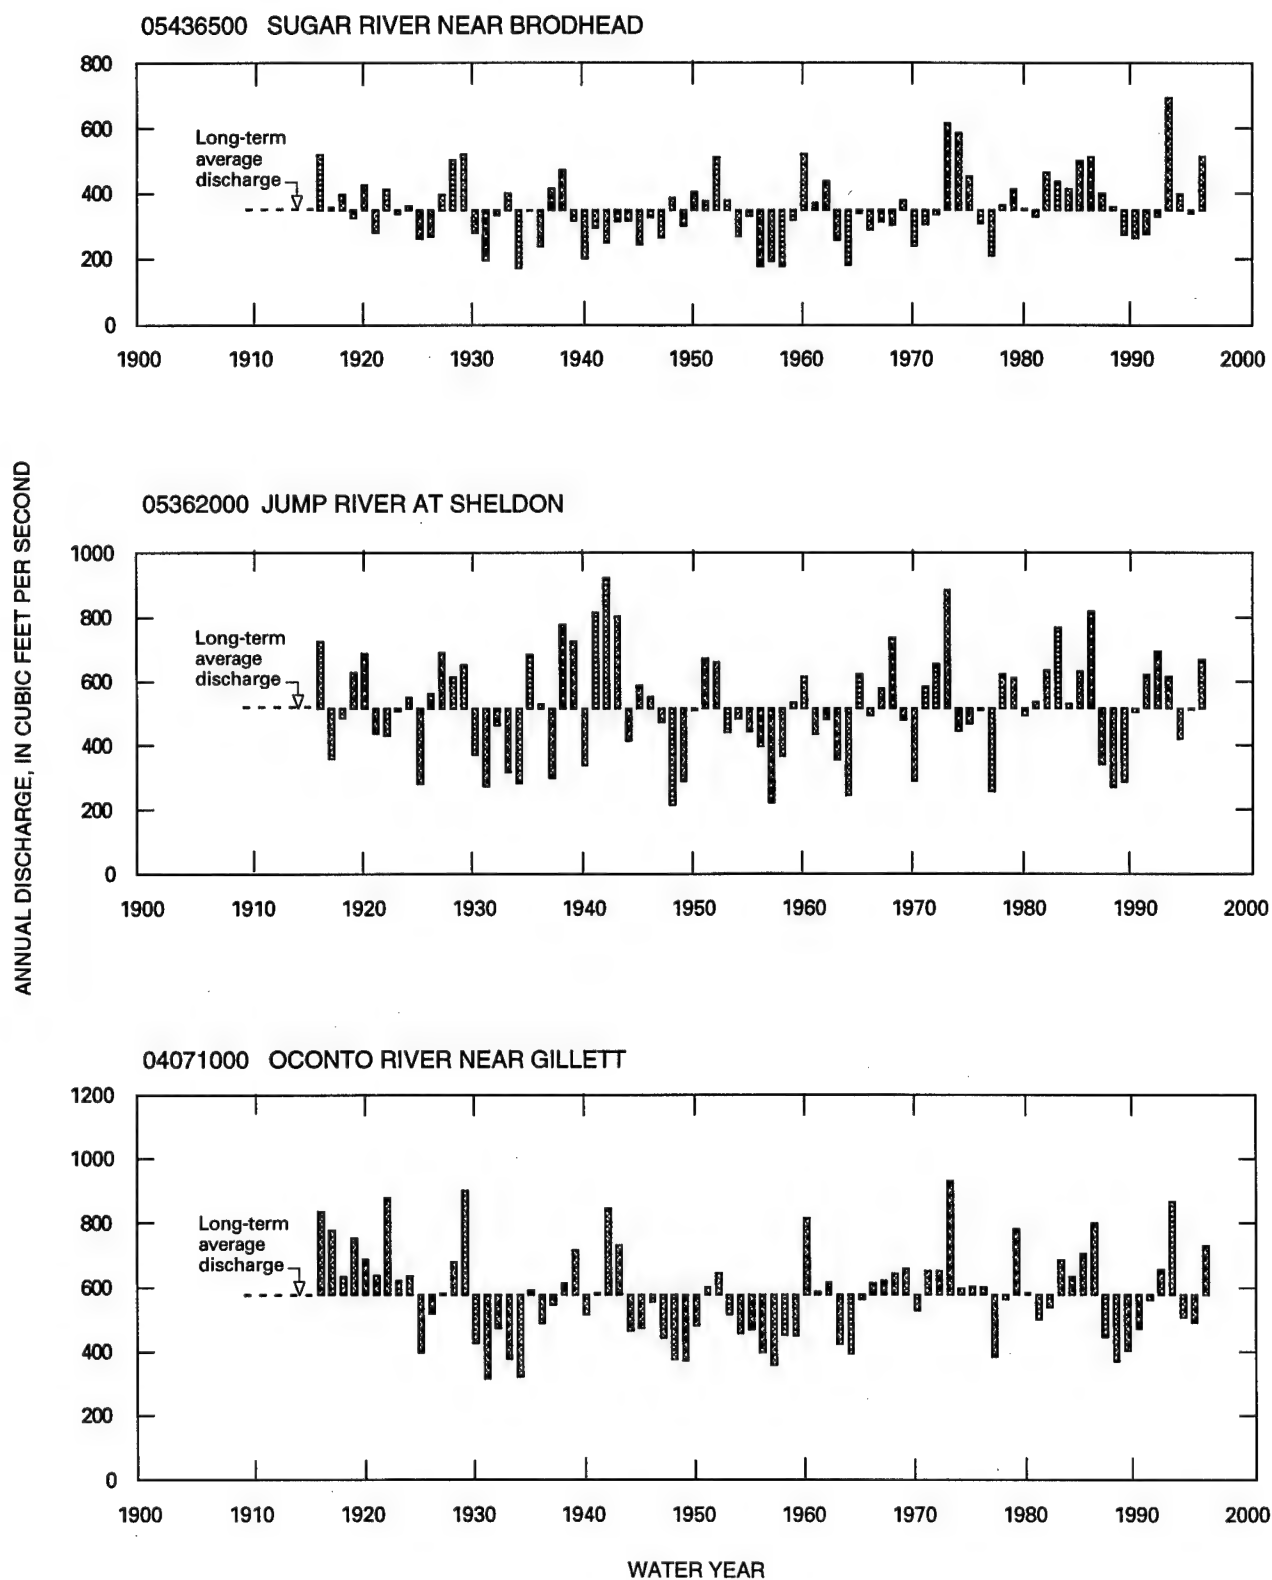 05436500 SUGAR RIVER NEAR BRODHEAD
800
600
400
200
0
Long-term
average
discharge
1900 1910 1920 1930 1940 1950 1960 1970 1980 1990 2000
ANNUAL DISCHARGE, IN CUBIC FEET PER SECOND
05362000 JUMP RIVER AT SHELDON
1000
800
600
400
200
0
Long-term
average
discharge
1900 1910 1920 1930 1940 1950 1960 1970 1980 1990 2000
04071000 OCONTO RIVER NEAR GILLETT
1200
1000
800
600
400
200
0
Long-term
average
discharge
1900 1910 1920 1930 1940 1950 1960 1970 1980 1990 2000
WATER YEAR